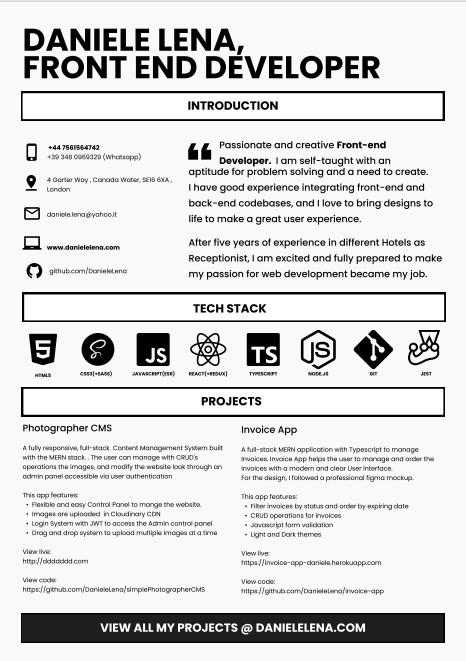 DANIELE LENA,
FRONT END DEVELOPER
INTRODUCTION
+44 7561564742
+39 348 0969329 (Whatsapp)
4 Garter Way , Canada Water, SE16 6XA ,
London
daniele.lena@yahoo.it
www.danielelena.com
github.com/DanieleLena
Passionate and creative Front-end
Developer. I am self-taught with an
aptitude for problem solving and a need to create.
I have good experience integrating front-end and
back-end codebases, and I love to bring designs to
life to make a great user experience.
After five years of experience in different Hotels as
Receptionist, I am excited and fully prepared to make
my passion for web development became my job.
TECH STACK
5 S JS TS JS
HTML5 CSS3(+SASS) JAVASCRIPT(ES6) REACT(+REDUX) TYPESCRIPT NODE.JS GIT JEST
PROJECTS
Photographer CMS
A fully responsive, full-stack Content Management System built
with the MERN stack. . The user can manage with CRUD's
operations the images, and modify the website look through an
admin panel accessible via user authentication
This app features:
• Flexible and easy Control Panel to mange the website.
• Images are uploaded in Cloudinary CDN
• Login System with JWT to access the Admin control panel
• Drag and drop system to upload multiple images at a time
View live:
http://ddddddd.com
View code:
https://github.com/DanieleLena/simplePhotographerCMS
Invoice App
A full-stack MERN application with Typescript to manage
Invoices. Invoice App helps the user to manage and order the
invoices with a modern and clear User Interface.
For the design, I followed a professional figma mockup.
This app features:
• Filter invoices by status and order by expiring date
• CRUD operations for invoices
• Javascript form validation
• Light and Dark themes
View live:
https://invoice-app-daniele.herokuapp.com
View code:
https://github.com/DanieleLena/invoice-app
VIEW ALL MY PROJECTS @ DANIELELENA.COM